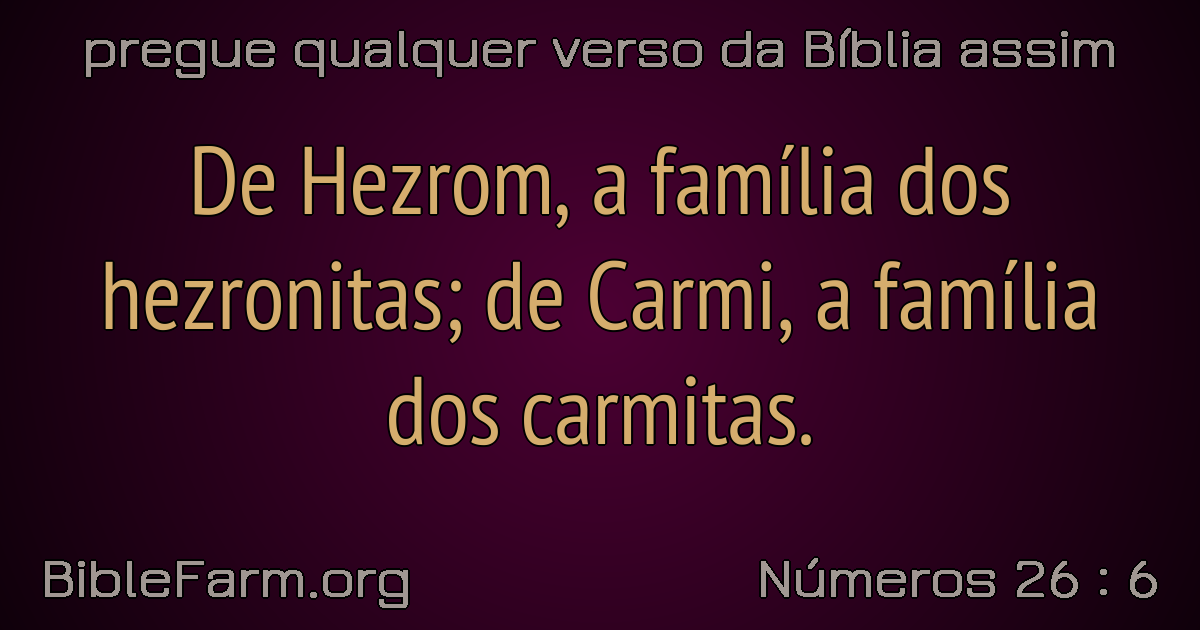 pregue qualquer verso da Bíblia assim
De Hezrom, a família dos
hezronitas; de Carmi, a família
dos carmitas.
BibleFarm.org
Números 26 : 6